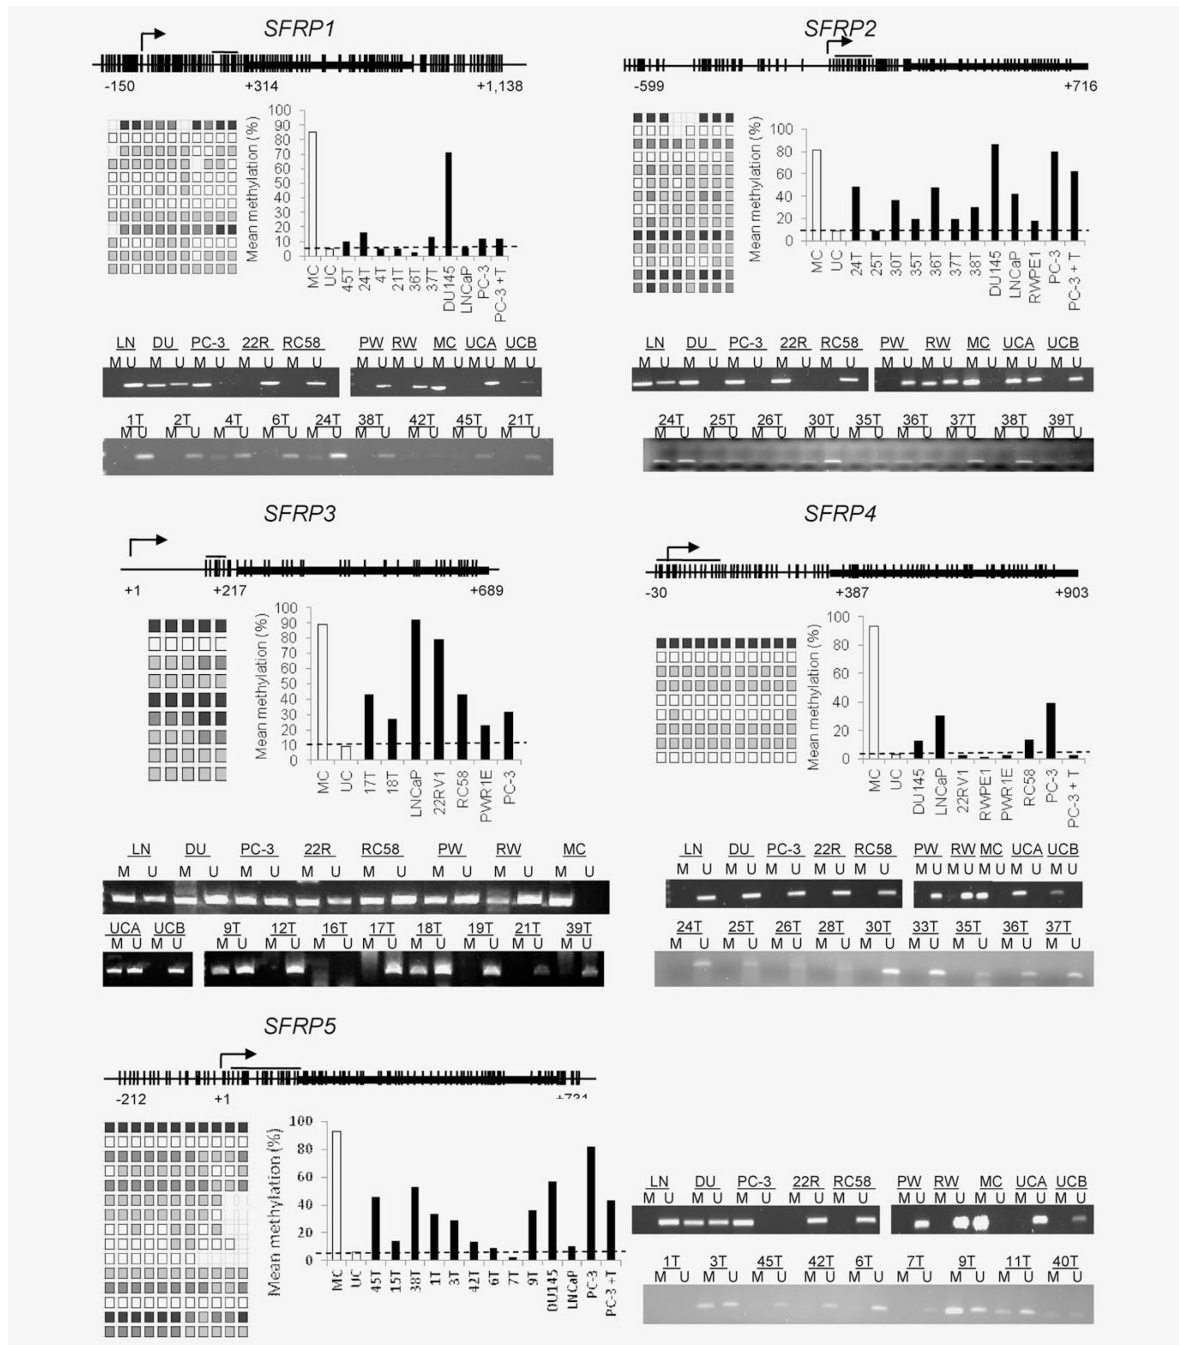 SFRP1
-150 +314 +1,138
Mean methylation (%)
100
90
80
70
60
50
40
30
20
10
0
MC UC 45T 24T 4T 21T 36T 37T DU145 LNCaP PC-3 PC-3 + T
LN DU PC-3 22R RC58 PW RW MC UCA UCB
M U M U M U M U M U M U M U M U M U M U
1T 2T 4T 6T 24T 38T 42T 45T 21T
M U M U M U M U M U M U M U M U M U
SFRP2
-599 +716
Mean methylation (%)
100
80
60
40
20
0
MC UC 24T 25T 30T 35T 36T 37T 38T DU145 LNCaP RWPE1 PC-3 PC-3 + T
LN DU PC-3 22R RC58 PW RW MC UCA UCB
M U M U M U M U M U M U M U M U M U M U
24T 25T 26T 30T 35T 36T 37T 38T 39T
M U M U M U M U M U M U M U M U M U
SFRP3
+1 +217 +689
Mean methylation (%)
100
90
80
70
60
50
40
30
20
10
0
MC UC 17T 18T LNCaP 22RV1 RC58 PWR1E PC-3
LN DU PC-3 22R RC58 PW RW MC
M U M U M U M U M U M U M U M U
UCA UCB 9T 12T 16T 17T 18T 19T 21T 39T
M U M U M U M U M U M U M U M U M U M U
SFRP4
-30 +387 +903
Mean methylation (%)
100
80
60
40
20
0
MC UC DU145 LNCaP 22RV1 RWPE1 PWR1E RC58 PC-3 PC-3 + T
LN DU PC-3 22R RC58 PW RW MC UCA UCB
M U M U M U M U M U M U M U M U M U M U
24T 25T 26T 28T 30T 33T 35T 36T 37T
M U M U M U M U M U M U M U M U M U
SFRP5
-212 +1
Mean methylation (%)
100
80
60
40
20
0
MC UC 45T 15T 38T 1T 3T 42T 6T 7T 9T DU145 LNCaP PC-3 PC-3 + T
LN DU PC-3 22R RC58 PW RW MC UCA UCB
M U M U M U M U M U M U M U M U M U M U
1T 3T 45T 42T 6T 7T 9T 11T 40T
M U M U M U M U M U M U M U M U M U